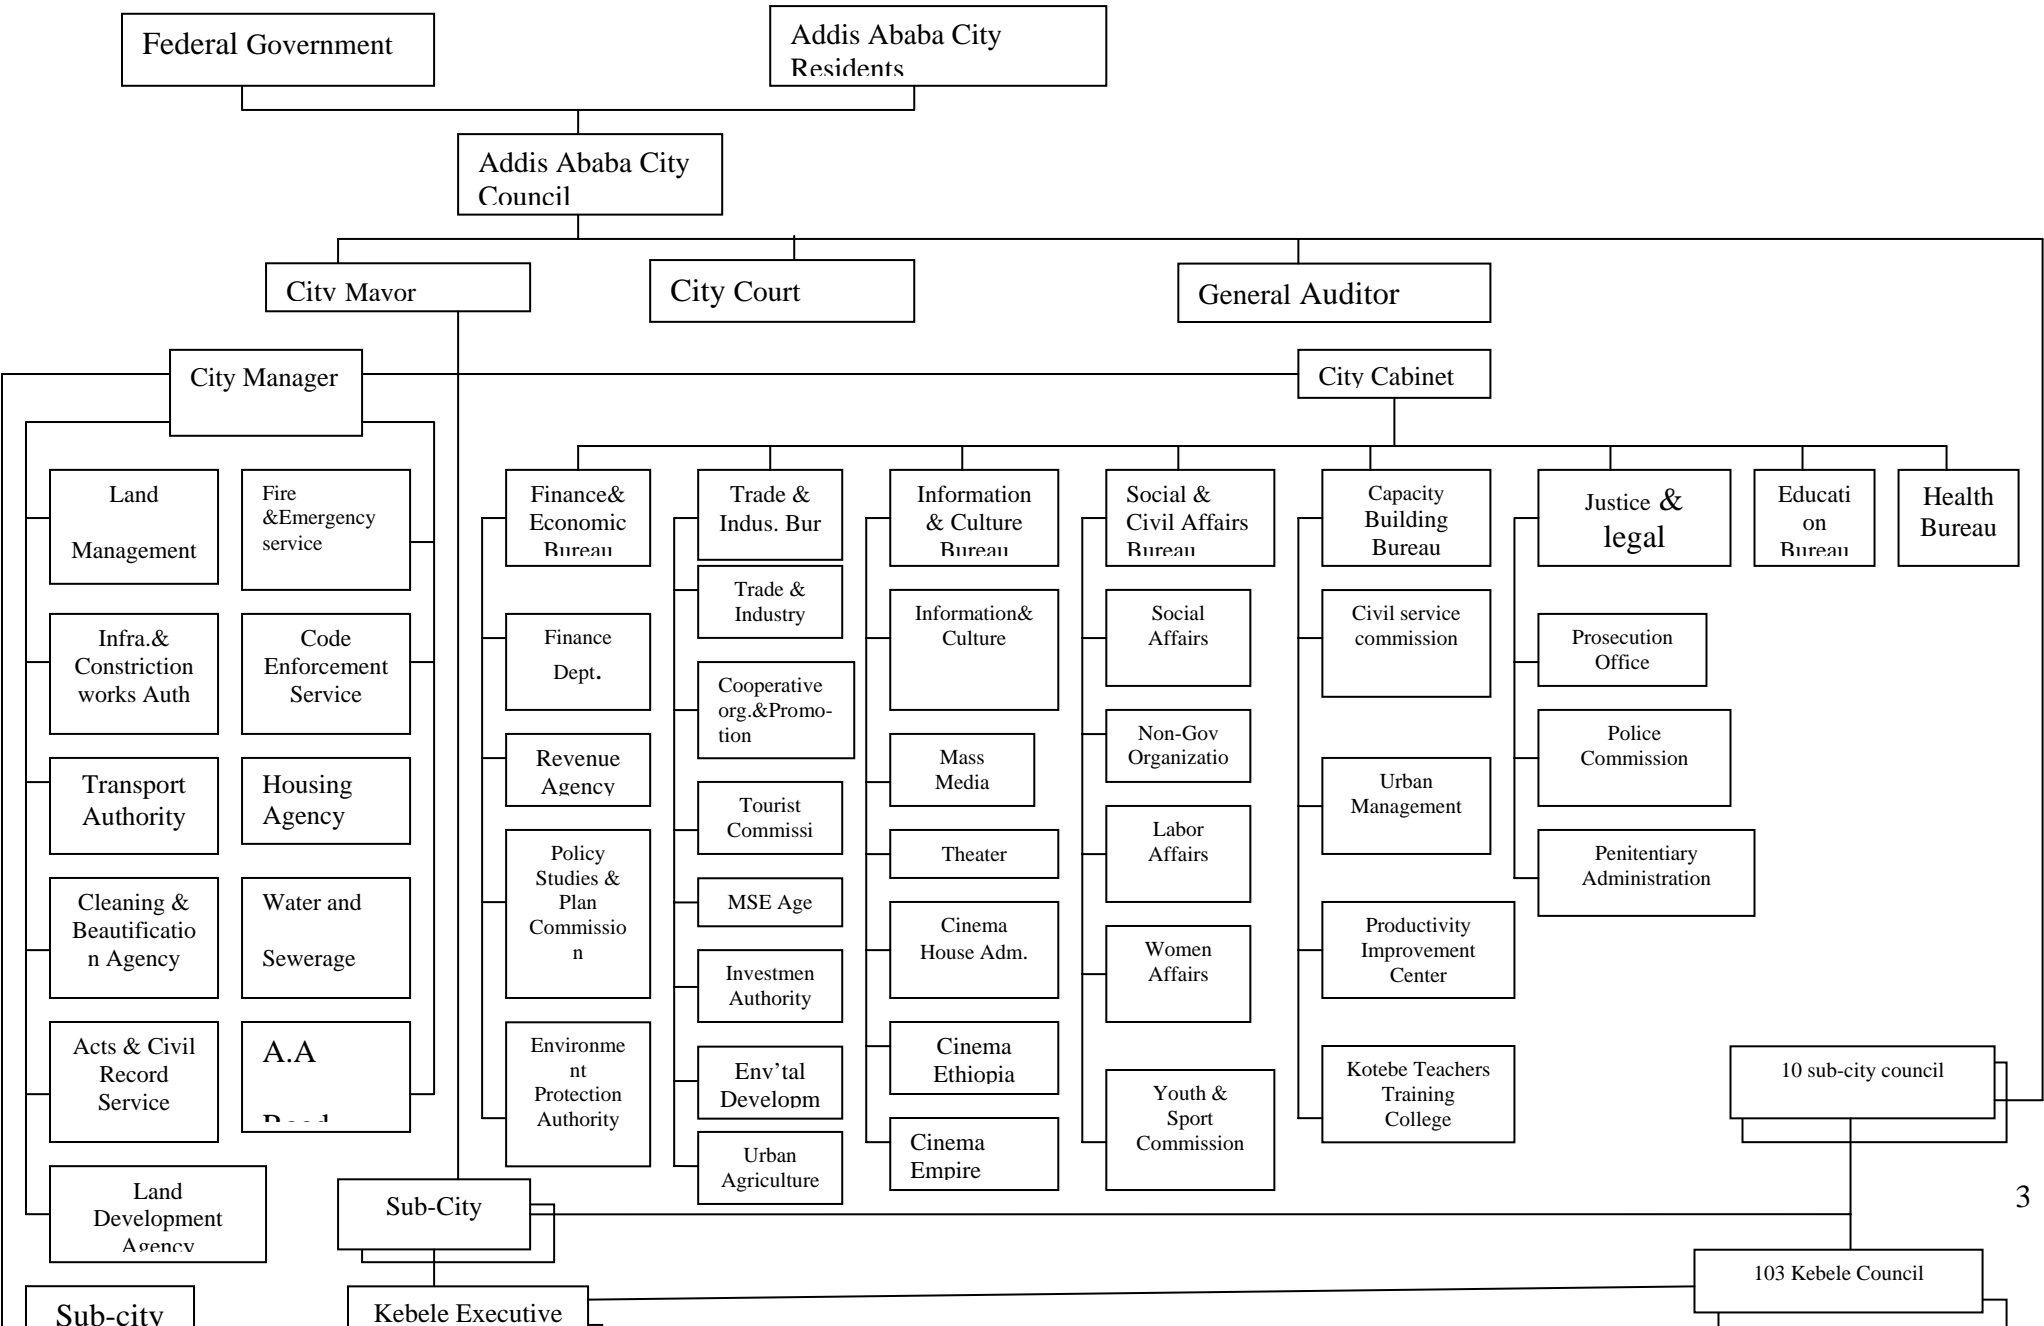 Federal Government
Addis Ababa City
Residents
Addis Ababa City
Council
City Mayor
City Court
General Auditor
City Manager
City Cabinet
Land
Management
Fire
&Emergency
service
Infra.&
Constriction
works Auth
Code
Enforcement
Service
Transport
Authority
Housing
Agency
Cleaning &
Beautificatio
n Agency
Water and
Sewerage
Acts & Civil
Record
Service
A.A
Road
Land
Development
Agency
Finance&
Economic
Bureau
Finance
Dept.
Revenue
Agency
Policy
Studies &
Plan
Commissio
n
Environme
nt
Protection
Authority
Trade &
Indus. Bur
Trade &
Industry
Cooperative
org.&Promo-
tion
Tourist
Commissi
MSE Age
Investmen
Authority
Env’tal
Developm
Urban
Agriculture
Information
& Culture
Bureau
Information&
Culture
Mass
Media
Theater
Cinema
House Adm.
Cinema
Ethiopia
Cinema
Empire
Social &
Civil Affairs
Bureau
Social
Affairs
Non-Gov
Organizatio
Labor
Affairs
Women
Affairs
Youth &
Sport
Commission
Capacity
Building
Bureau
Civil service
commission
Urban
Management
Productivity
Improvement
Center
Kotebe Teachers
Training
College
Justice &
legal
Prosecution
Office
Police
Commission
Penitentiary
Administration
Educati
on
Bureau
Health
Bureau
10 sub-city council
3
Sub-City
103 Kebele Council
Sub-city
Kebele Executive